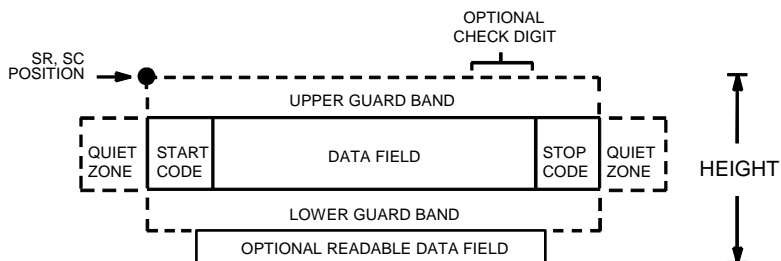 OPTIONAL
CHECK DIGIT
SR, SC
POSITION
UPPER GUARD BAND
QUIET
ZONE
START
CODE
DATA FIELD
STOP
CODE
QUIET
ZONE
HEIGHT
LOWER GUARD BAND
OPTIONAL READABLE DATA FIELD